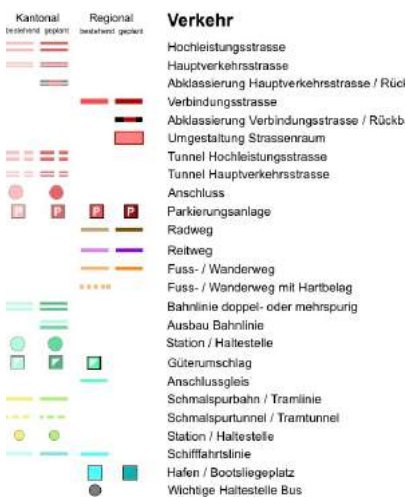 Kantonal Regional Verkehr
bestehend geplant bestehend geplant
Hochleistungsstrasse
Hauptverkehrsstrasse
Abklassierung Hauptverkehrsstrasse / Rück
Verbindungsstrasse
Abklassierung Verbindungsstrasse / Rückb
Umgestaltung Strassenraum
Tunnel Hochleistungsstrasse
Tunnel Hauptverkehrsstrasse
Anschluss
P P P P Parkierungsanlage
Radweg
Reitweg
Fuss- / Wanderweg
Fuss- / Wanderweg mit Hartbelag
Bahnlinie doppel- oder mehrspurig
Ausbau Bahnlinie
Station / Haltestelle
Güterumschlag
Anschlussgleis
Schmalspurbahn / Tramlinie
Schmalspurtunnel / Tramtunnel
Station / Haltestelle
Schifffahrtslinie
Hafen / Bootsliegeplatz
Wichtige Haltestelle Bus